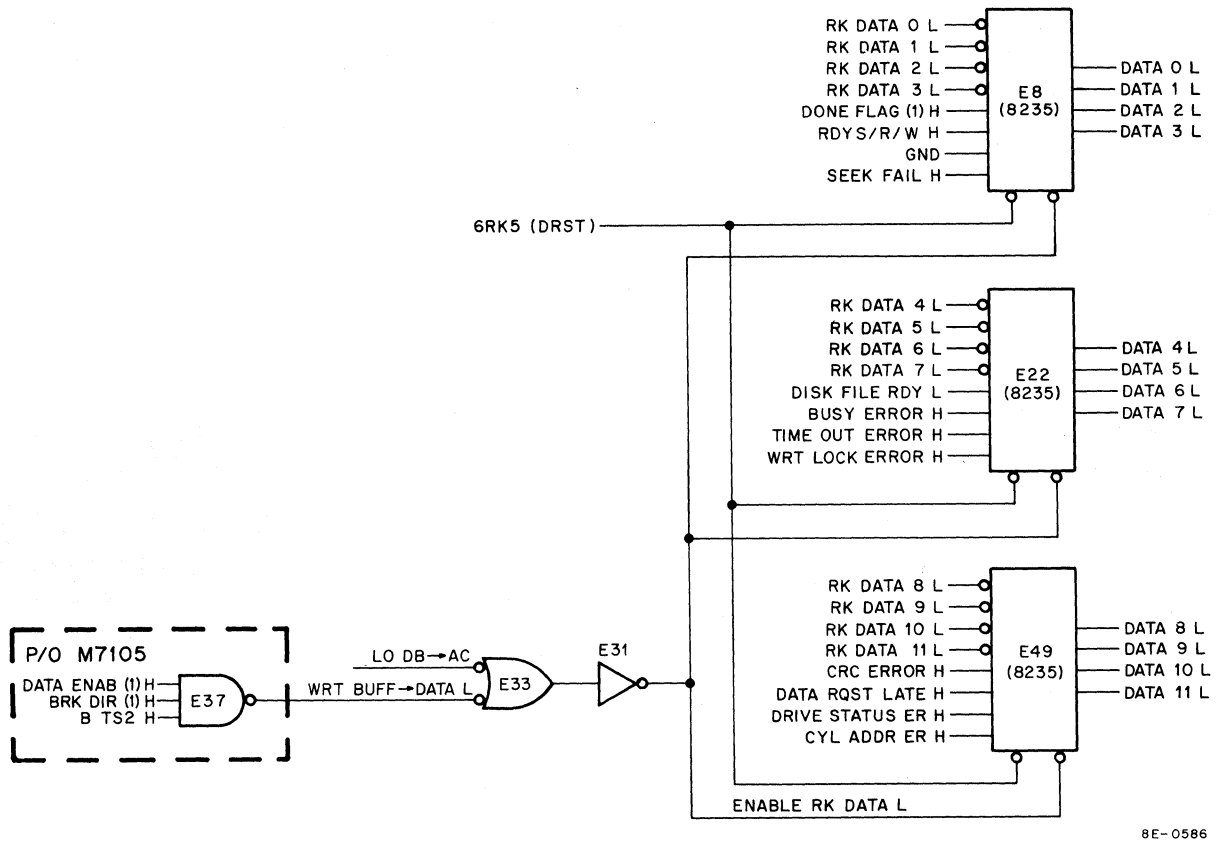 RK DATA 0 L
RK DATA 1 L
RK DATA 2 L
RK DATA 3 L
DONE FLAG (1) H
RDY S/R/W H
GND
SEEK FAIL H
E8
(8235)
DATA 0 L
DATA 1 L
DATA 2 L
DATA 3 L
6RK5 (DRST)
RK DATA 4 L
RK DATA 5 L
RK DATA 6 L
RK DATA 7 L
DISK FILE RDY L
BUSY ERROR H
TIME OUT ERROR H
WRT LOCK ERROR H
E22
(8235)
DATA 4 L
DATA 5 L
DATA 6 L
DATA 7 L
RK DATA 8 L
RK DATA 9 L
RK DATA 10 L
RK DATA 11 L
CRC ERROR H
DATA RQST LATE H
DRIVE STATUS ER H
CYL ADDR ER H
E49
(8235)
DATA 8 L
DATA 9 L
DATA 10 L
DATA 11 L
P/O M7105
DATA ENAB (1) H
BRK DIR (1) H
B TS2 H
E37
LO DB→AC
WRT BUFF→DATA L
E33
E31
ENABLE RK DATA L
8E-0586